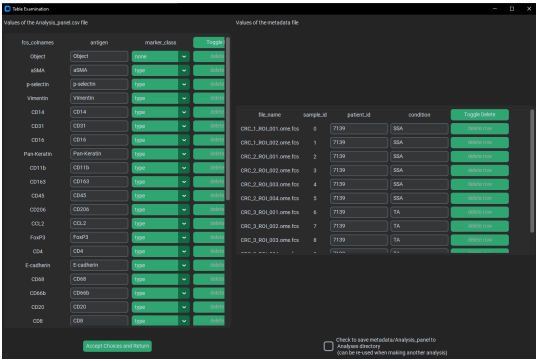 Table Examination
Values of the Analysis_panel.csv file
Values of the metadata file
fcs_colnames antigen marker_class Toggle
Object Object none delete
aSMA aSMA type delete
p-selectin p-selectin type delete
Vimentin Vimentin type delete
CD14 CD14 type delete
CD31 CD31 type delete
CD16 CD16 type delete
Pan-Keratin Pan-Keratin type delete
CD11b CD11b type delete
CD163 CD163 type delete
CD45 CD45 type delete
CD206 CD206 type delete
CCL2 CCL2 type delete
FoxP3 FoxP3 type delete
CD4 CD4 type delete
E-cadherin E-cadherin type delete
CD68 CD68 type delete
CD66b CD66b type delete
CD20 CD20 type delete
CD8 CD8 type delete
file_name sample_id patient_id condition Toggle Delete
CRC_1_ROI_001.ome.fcs 0 7139 SSA delete row
CRC_1_ROI_002.ome.fcs 1 7139 SSA delete row
CRC_2_ROI_001.ome.fcs 2 7139 SSA delete row
CRC_2_ROI_002.ome.fcs 3 7139 SSA delete row
CRC_2_ROI_003.ome.fcs 4 7139 SSA delete row
CRC_2_ROI_004.ome.fcs 5 7139 SSA delete row
CRC_3_ROI_001.ome.fcs 6 7139 TA delete row
CRC_3_ROI_002.ome.fcs 7 7139 TA delete row
CRC_3_ROI_003.ome.fcs 8 7139 TA delete row
Accept Choices and Return
Check to save metadata/Analysis_panel to
Analyses directory
(can be re-used when making another analysis)